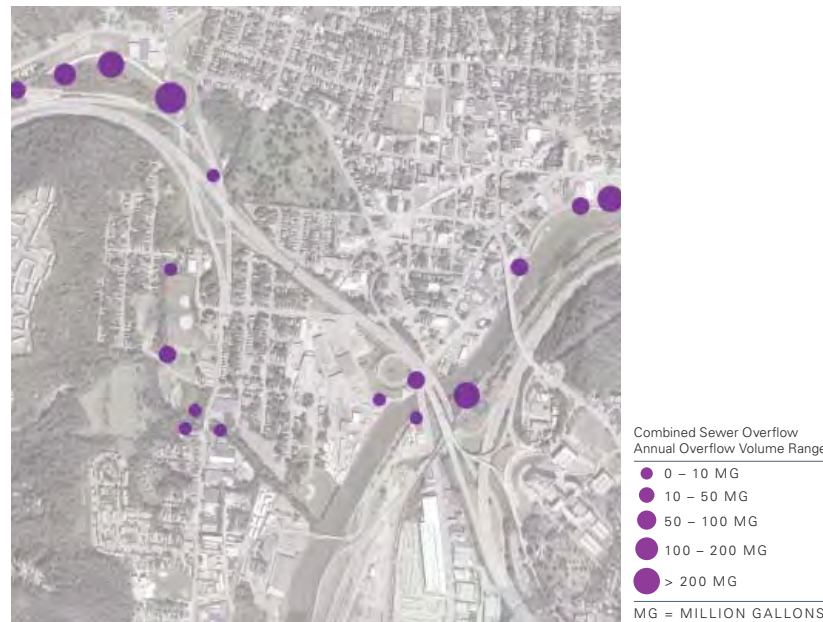 Combined Sewer Overflow
Annual Overflow Volume Range
0 – 10 MG
10 – 50 MG
50 – 100 MG
100 – 200 MG
> 200 MG
MG = MILLION GALLONS